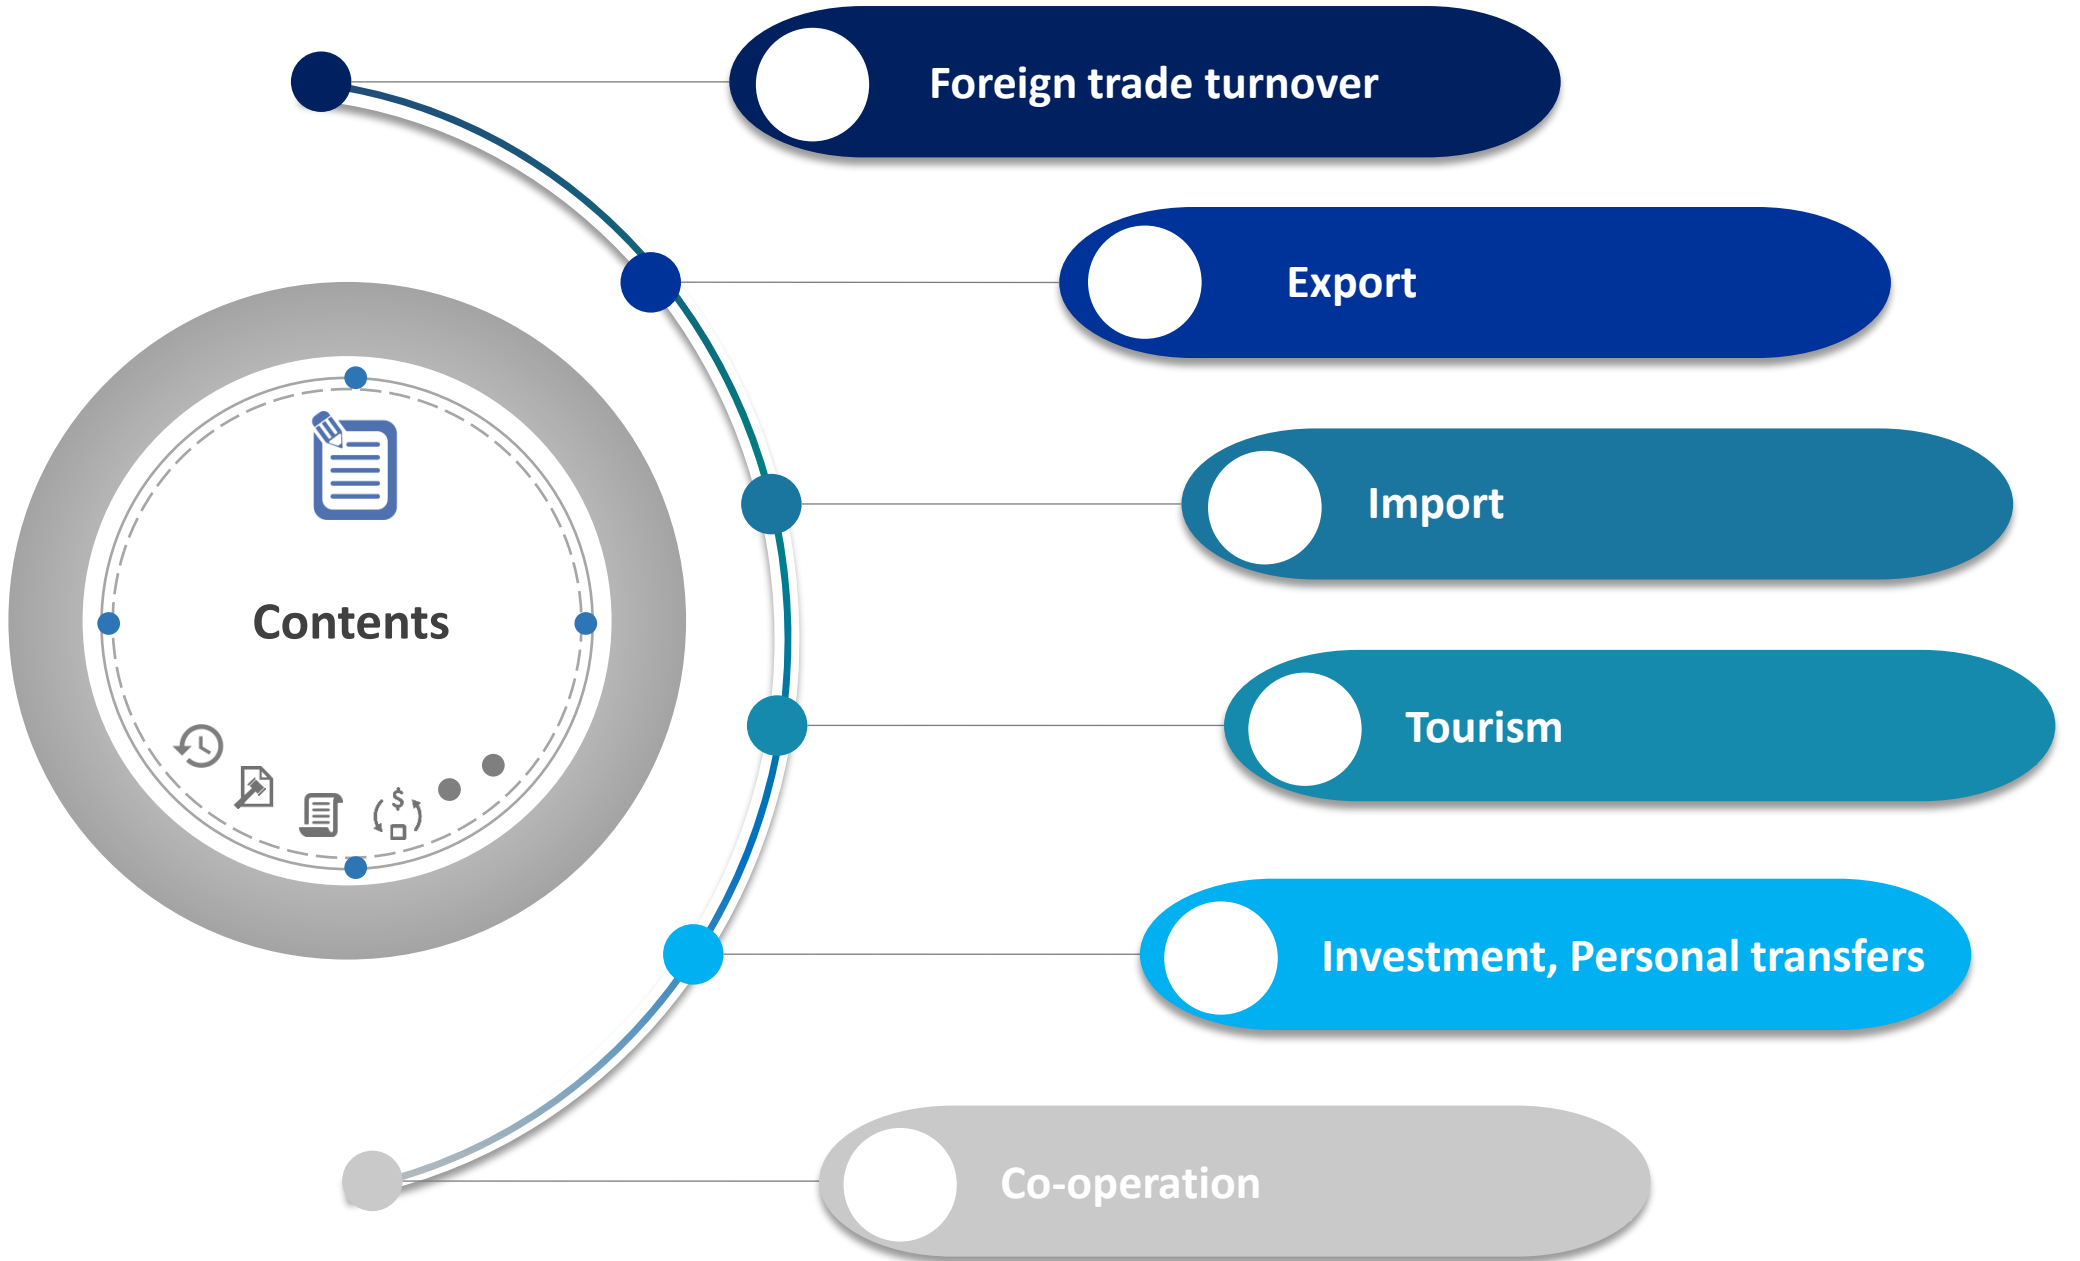 Foreign trade turnover
Export
Import
Contents
Tourism
$
Investment, Personal transfers
Co-operation